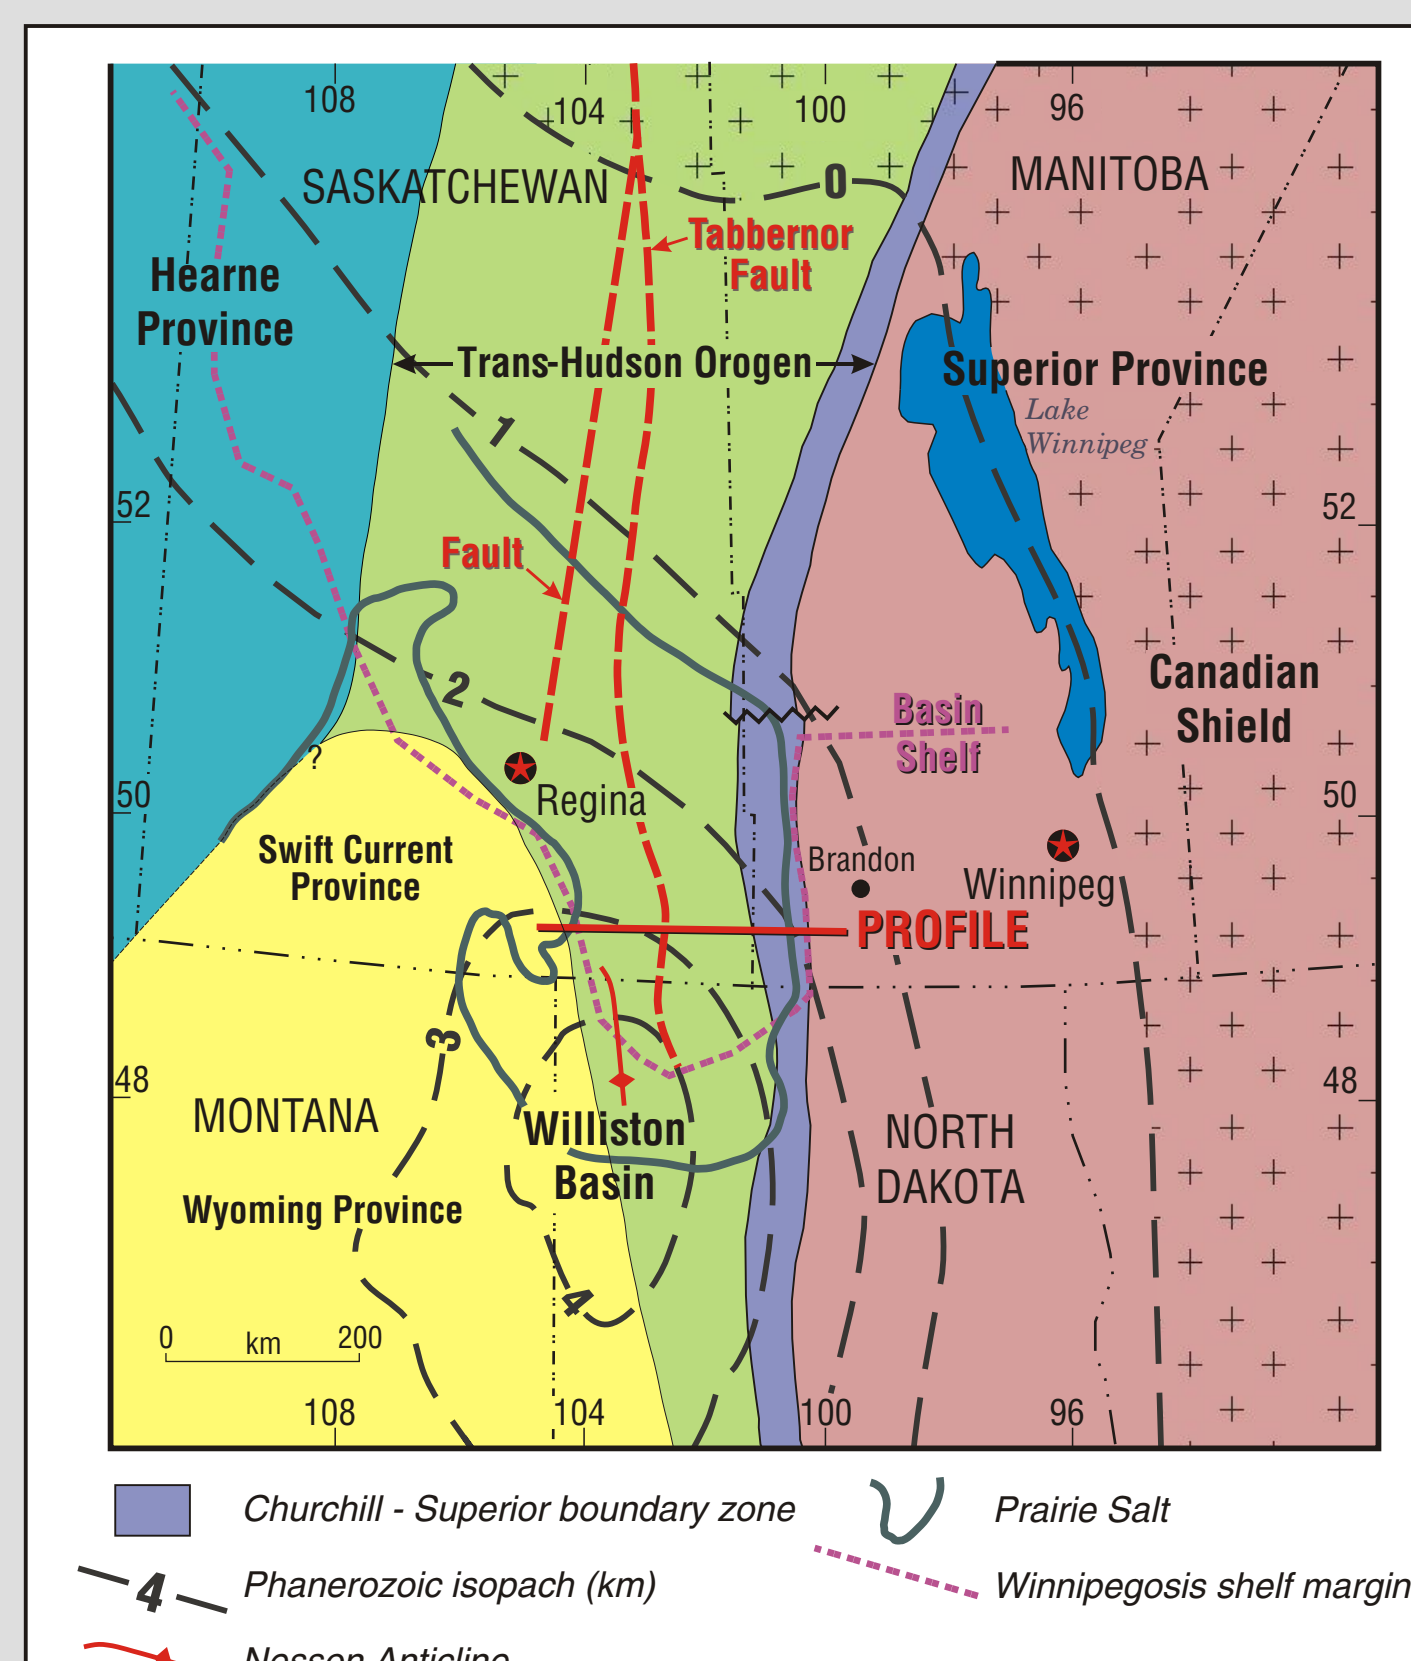 108
104
100
96
SASKATCHEWAN
MANITOBA
0
Tabbernor
Fault
Hearne
Province
Trans-Hudson Orogen
Superior Province
Lake
Winnipeg
1
52
52
Fault
2
Canadian
Shield
Basin
Shelf
?
50
50
Regina
Swift Current
Province
Brandon
Winnipeg
PROFILE
3
48
48
MONTANA
Williston
Basin
NORTH
DAKOTA
Wyoming Province
4
0 km 200
108
104
100
96
Churchill - Superior boundary zone
Prairie Salt
4
Phanerozoic isopach (km)
Winnipegosis shelf margin
Nesson Anticline